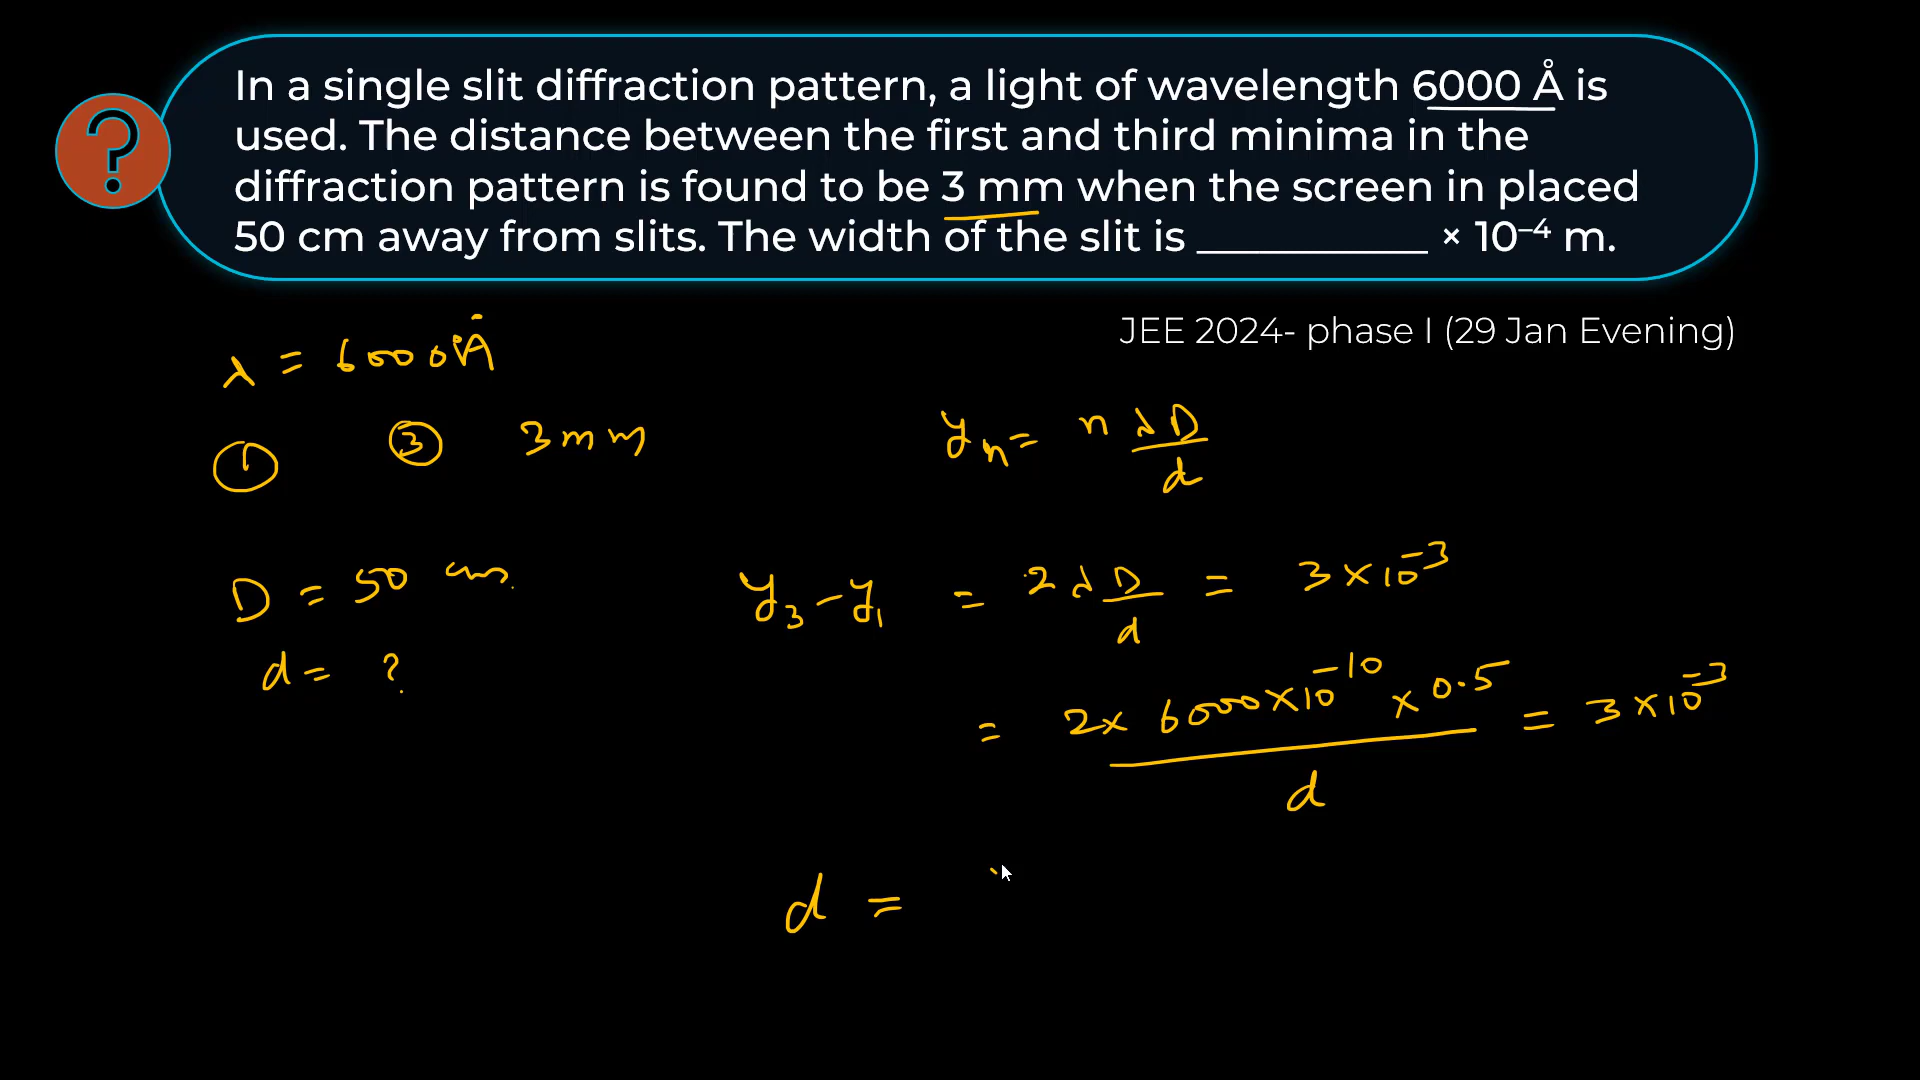 ?
In a single slit diffraction pattern, a light of wavelength 6000 Å is
used. The distance between the first and third minima in the
diffraction pattern is found to be 3 mm when the screen in placed
50 cm away from slits. The width of the slit is ___________ × 10⁻⁴ m.
JEE 2024- phase I (29 Jan Evening)
λ = 6000 Å
① ③ 3mm
yₙ = n λD/d
D = 50 cm.
d = ?
y₃ – y₁ = 2λD/d = 3 × 10⁻³
= 2 × 6000 × 10⁻¹⁰ × 0.5 / d = 3 × 10⁻³
d =